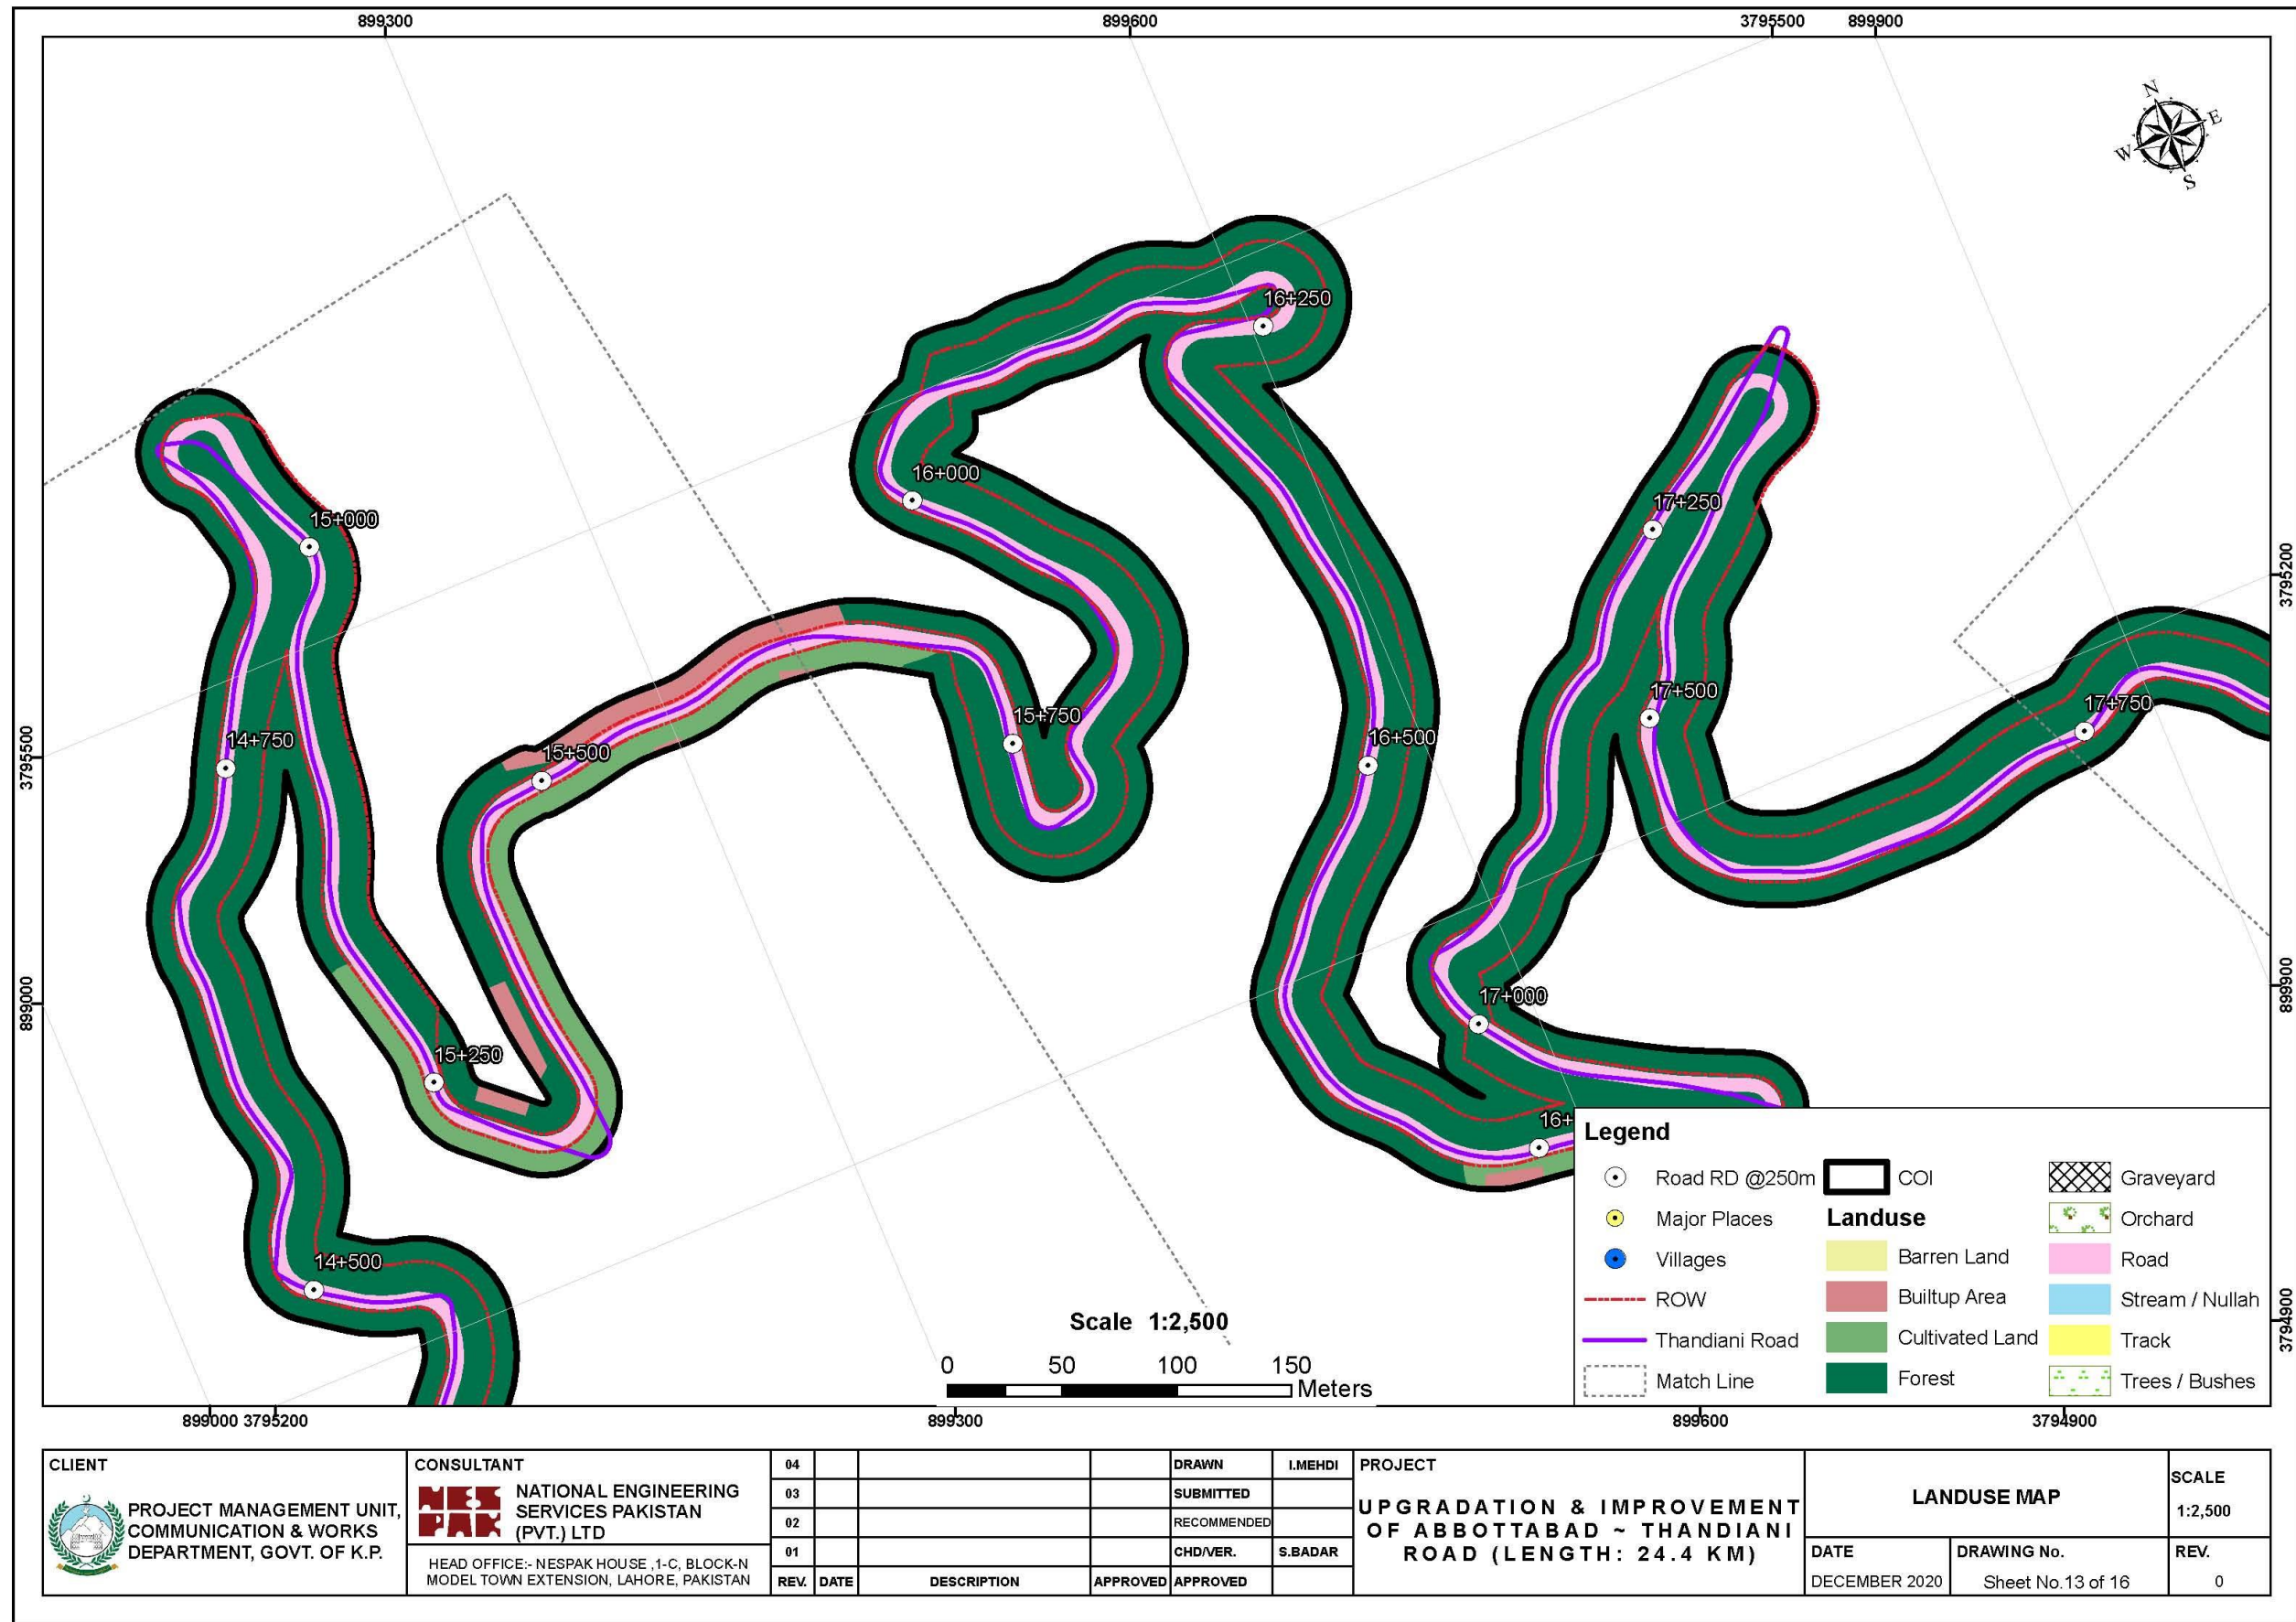 899300
899600
3795500
899900
N
E
W
S
16+250
17+250
16+000
15+000
3795200
17+500
17+750
15+750
14+750
15+500
16+500
3795500
899000
899900
17+000
15+250
16+
14+500
3794900
Scale 1:2,500
0 50 100 150
Meters
Legend
Road RD @250m
Major Places
Villages
ROW
Thandiani Road
Match Line
COI
Landuse
Barren Land
Builtup Area
Cultivated Land
Forest
Graveyard
Orchard
Road
Stream / Nullah
Track
Trees / Bushes
899000 3795200
899300
899600
3794900
CLIENT
PROJECT MANAGEMENT UNIT,
COMMUNICATION & WORKS
DEPARTMENT, GOVT. OF K.P.
CONSULTANT
NES
PAK
NATIONAL ENGINEERING
SERVICES PAKISTAN
(PVT.) LTD
HEAD OFFICE:- NESPAK HOUSE ,1-C, BLOCK-N
MODEL TOWN EXTENSION, LAHORE, PAKISTAN
04
03
02
01
REV. DATE DESCRIPTION APPROVED
DRAWN I.MEHDI
SUBMITTED
RECOMMENDED
CHD/VER. S.BADAR
APPROVED
PROJECT
UPGRADATION & IMPROVEMENT
OF ABBOTTABAD ~ THANDIANI
ROAD (LENGTH: 24.4 KM)
LANDUSE MAP
SCALE
1:2,500
DATE
DECEMBER 2020
DRAWING No.
Sheet No.13 of 16
REV.
0